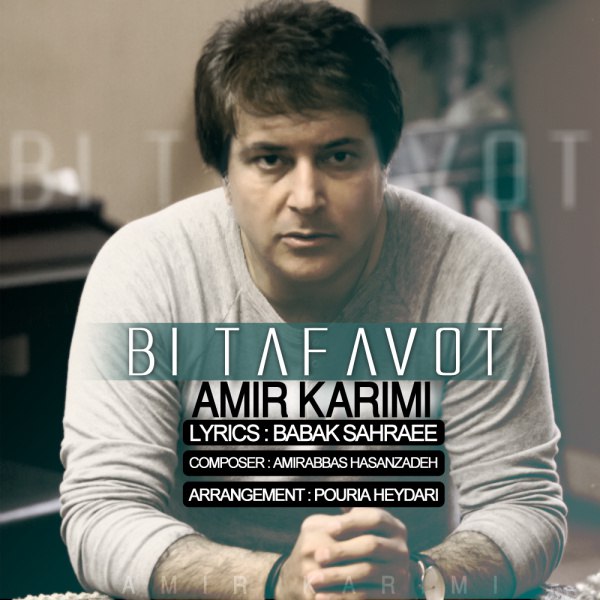 BI TAFAVOT
BI TAFAVOT
AMIR KARIMI
LYRICS : BABAK SAHRAEE
COMPOSER : AMIRABBAS HASANZADEH
ARRANGEMENT : POURIA HEYDARI
AMIR KARIMI